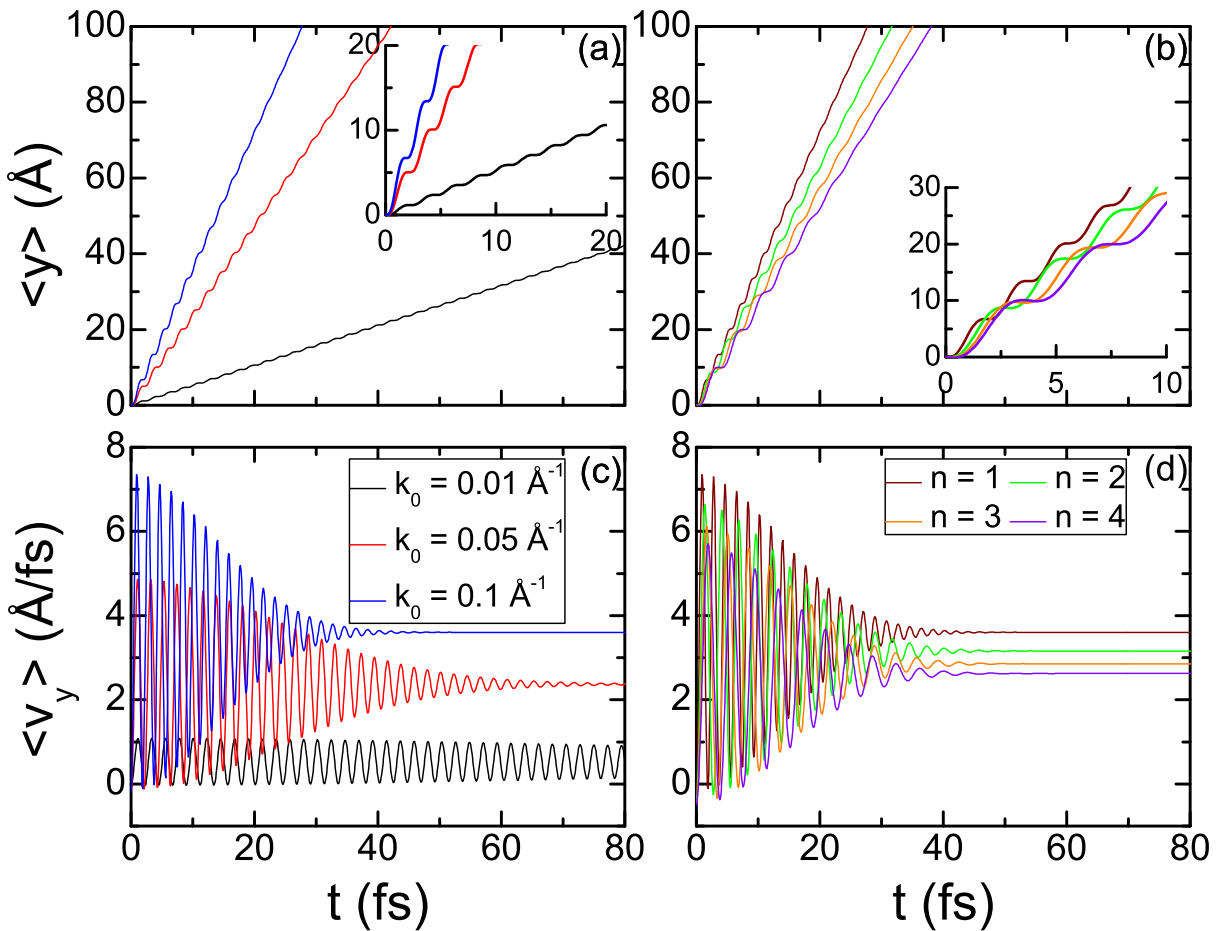 100
80
60
40
20
0
<y> (Å)
(a)
20
10
0
0 10 20
100
80
60
40
20
0
(b)
30
20
10
0
0 5 10
8
6
4
2
0
<v_y> (Å/fs)
(c)
k_0 = 0.01 Å^-1
k_0 = 0.05 Å^-1
k_0 = 0.1 Å^-1
0 20 40 60 80
t (fs)
8
6
4
2
0
(d)
n = 1 n = 2
n = 3 n = 4
0 20 40 60 80
t (fs)